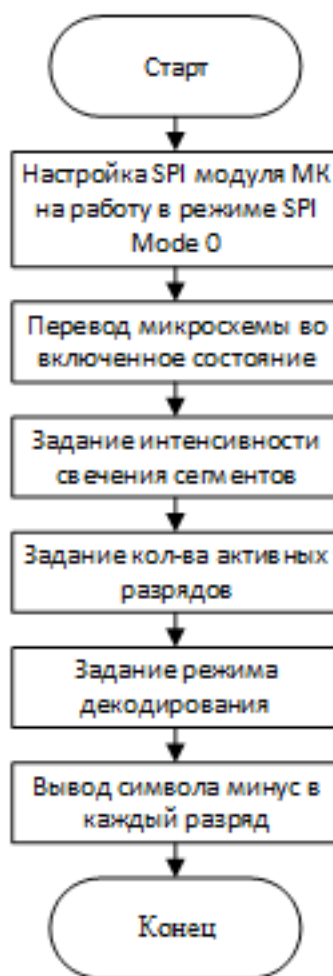 Старт
Настройка SPI модуля МК
на работу в режиме SPI
Mode 0
Перевод микросхемы во
включенное состояние
Задание интенсивности
свечения сегментов
Задание кол-ва активных
разрядов
Задание режима
декодирования
Вывод символа минус в
каждый разряд
Конец